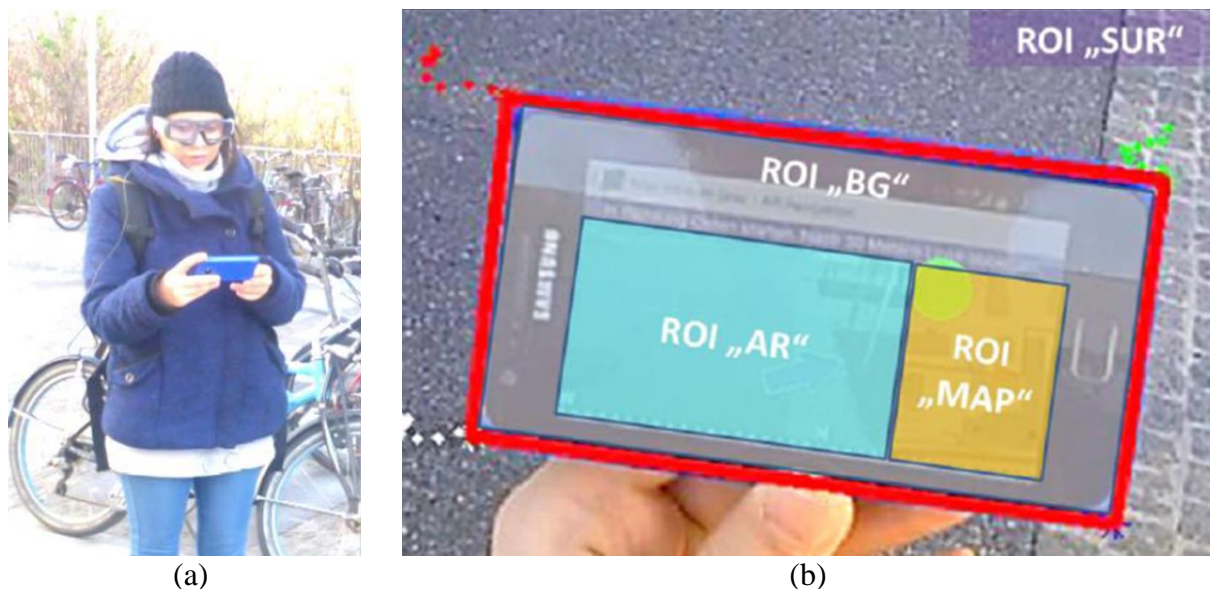 ROI „SUR“
ROI „BG“
SAMSUNG
ROI „AR“
ROI
„MAP“
(a)
(b)